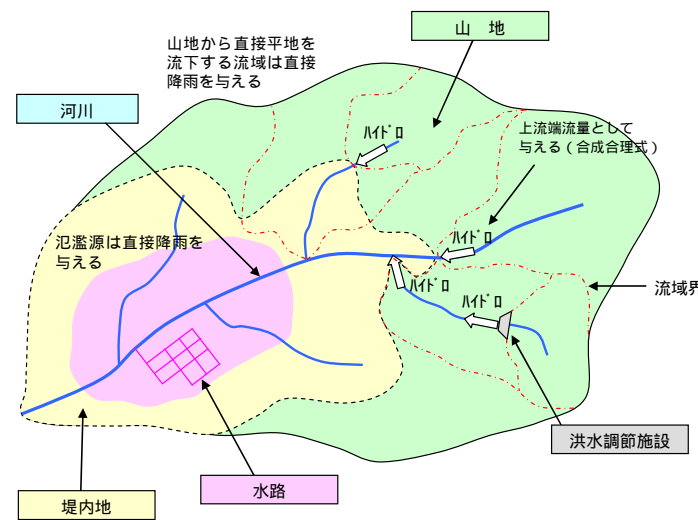 山 地
山地から直接平地を
流下する流域は直接
降雨を与える
河川
ﾊｲﾄﾞﾛ
上流端流量として
与える（合成合理式）
氾濫源は直接降雨を
与える
ﾊｲﾄﾞﾛ
ﾊｲﾄﾞﾛ
ﾊｲﾄﾞﾛ
流域界
洪水調節施設
水路
堤内地